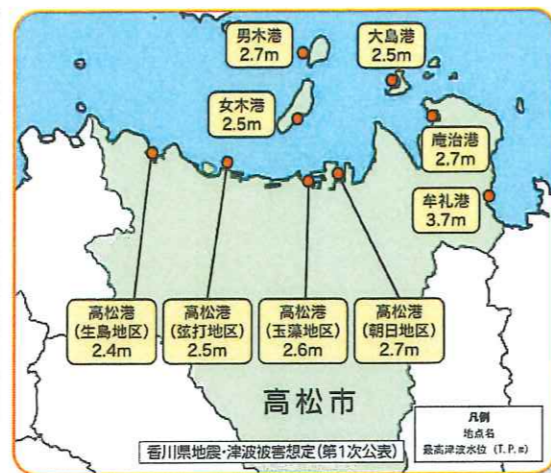 男木港
2.7m
大島港
2.5m
女木港
2.5m
庵治港
2.7m
牟礼港
3.7m
高松港
(生島地区)
2.4m
高松港
(弦打地区)
2.5m
高松港
(玉藻地区)
2.6m
高松港
(朝日地区)
2.7m
高松市
香川県地震・津波被害想定(第1次公表)
凡例
地点名
最高津波水位 (T.P.m)